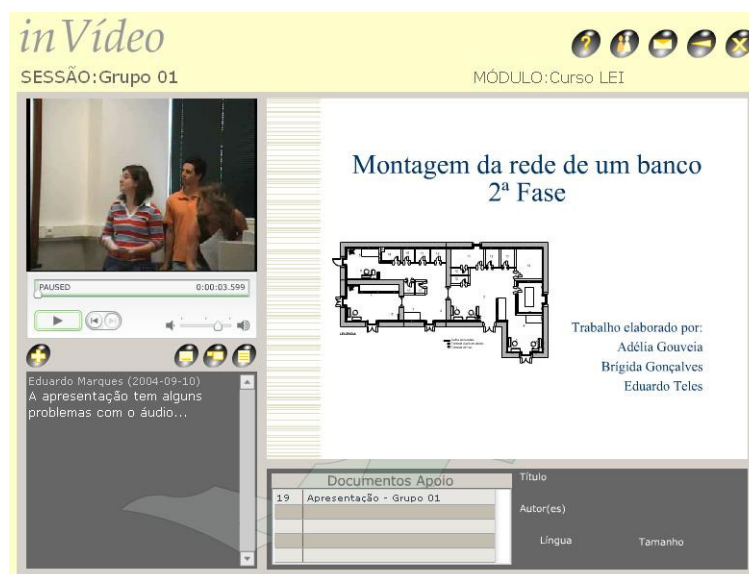 inVídeo
SESSÃO:Grupo 01
MÓDULO:Curso LEI
PAUSED 0:00:03.599
Eduardo Marques (2004-09-10)
A apresentação tem alguns
problemas com o áudio...
Montagem da rede de um banco
2ª Fase
Trabalho elaborado por:
Adélia Gouveia
Brígida Gonçalves
Eduardo Teles
Documentos Apoio
19 Apresentação - Grupo 01
Título
Autor(es)
Língua Tamanho